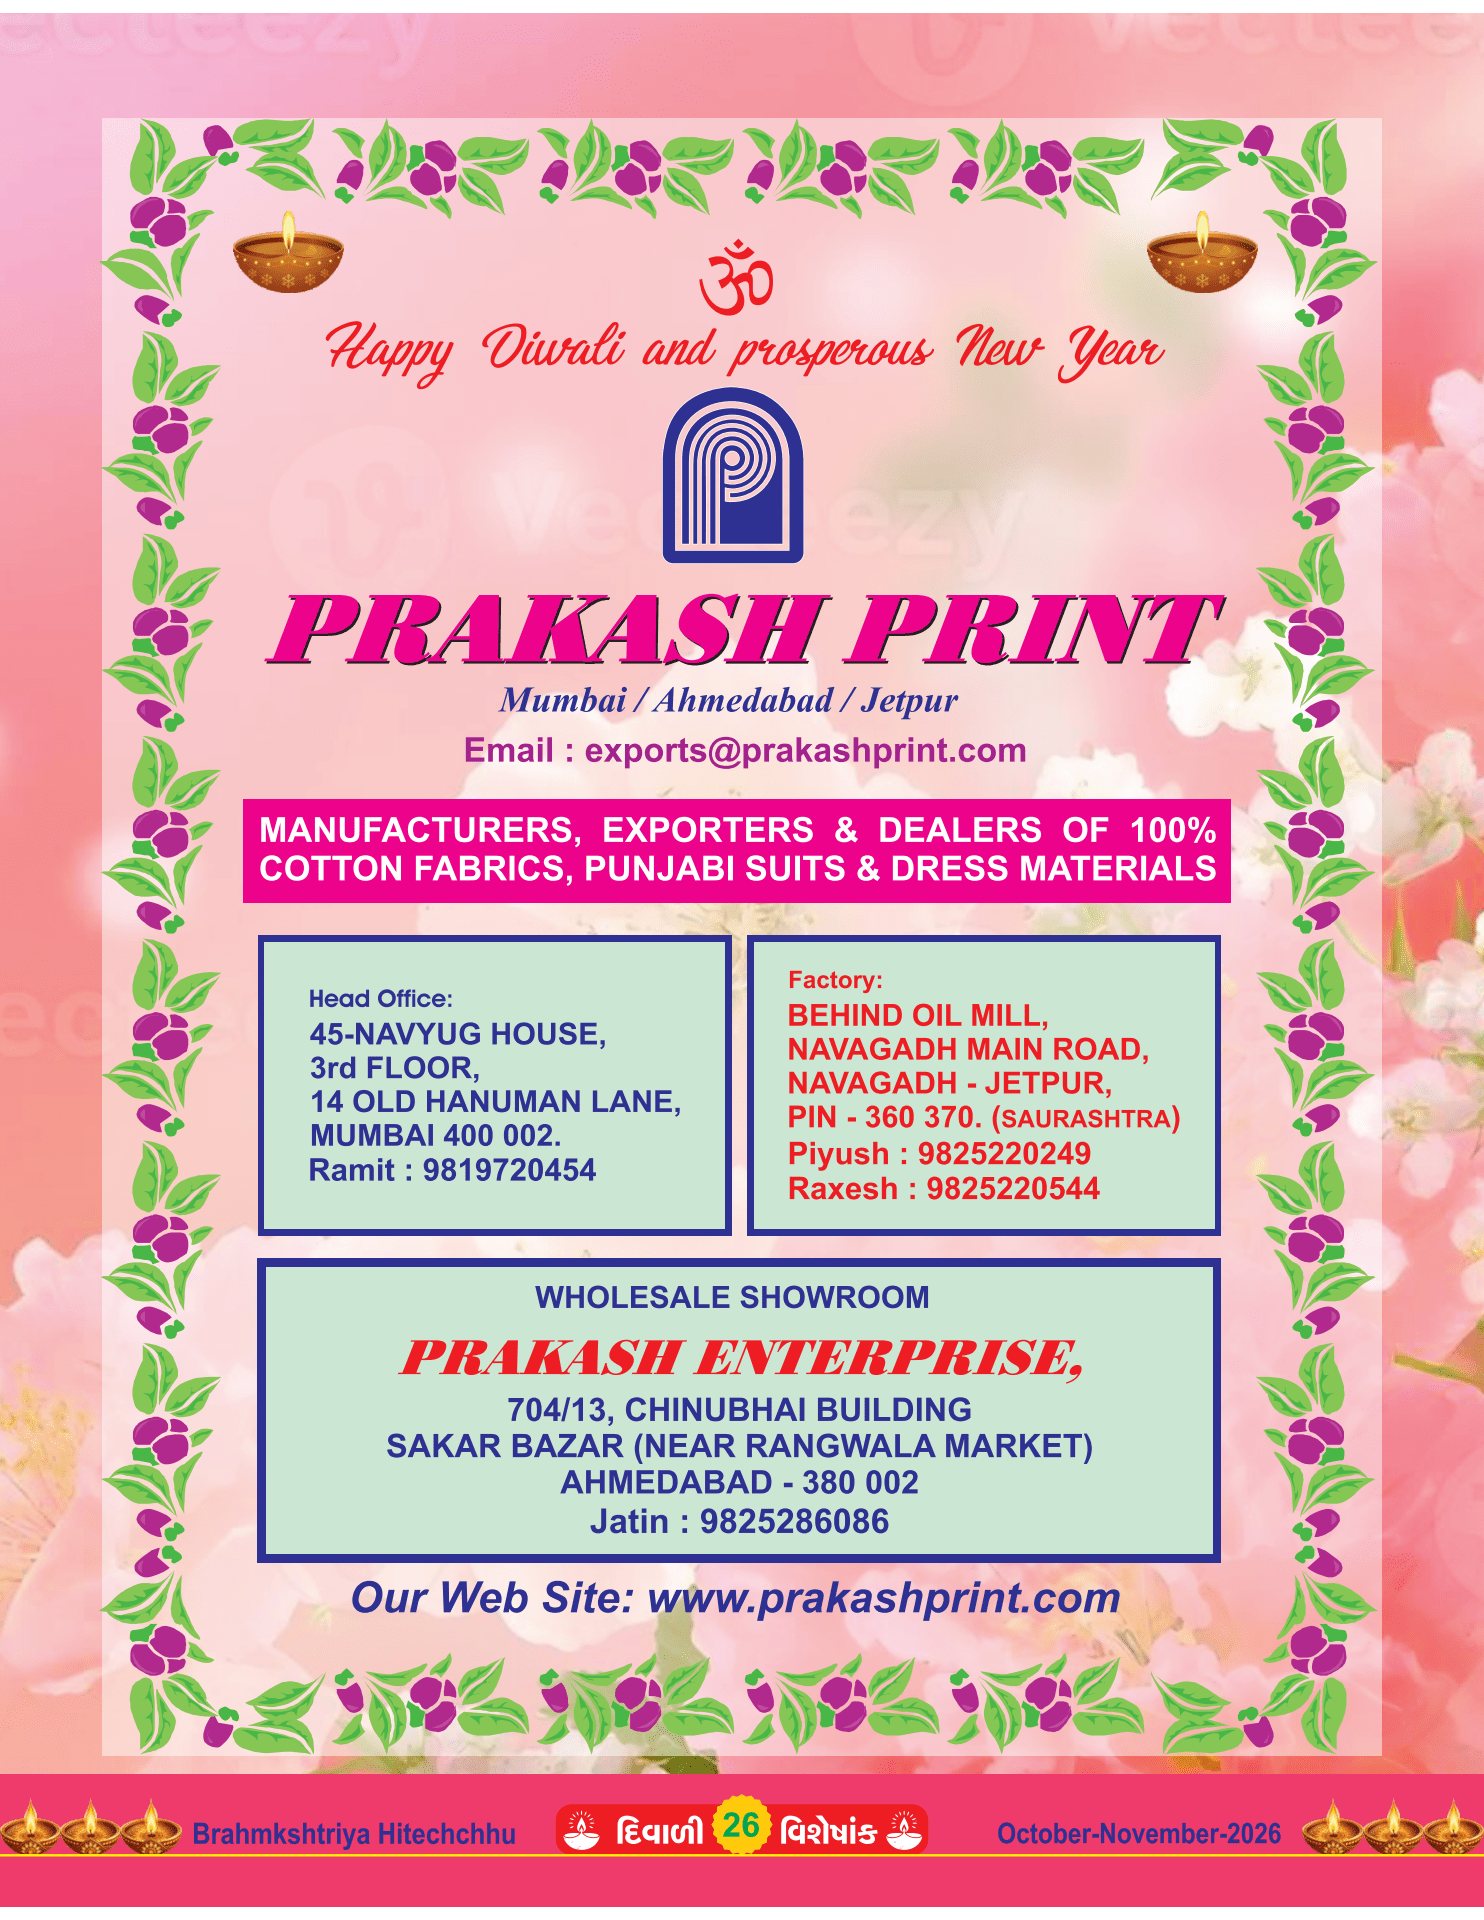 ॐ
Happy Diwali and prosperous New Year
PRAKASH PRINT
Mumbai / Ahmedabad / Jetpur
Email : exports@prakashprint.com
MANUFACTURERS, EXPORTERS & DEALERS OF 100%
COTTON FABRICS, PUNJABI SUITS & DRESS MATERIALS
Head Office:
45-NAVYUG HOUSE,
3rd FLOOR,
14 OLD HANUMAN LANE,
MUMBAI 400 002.
Ramit : 9819720454
Factory:
BEHIND OIL MILL,
NAVAGADH MAIN ROAD,
NAVAGADH - JETPUR,
PIN - 360 370. (SAURASHTRA)
Piyush : 9825220249
Raxesh : 9825220544
WHOLESALE SHOWROOM
PRAKASH ENTERPRISE,
704/13, CHINUBHAI BUILDING
SAKAR BAZAR (NEAR RANGWALA MARKET)
AHMEDABAD - 380 002
Jatin : 9825286086
Our Web Site: www.prakashprint.com
Brahmkshtriya Hitechchhu
દિવાળી 26 વિશેષાંક
October-November-2026
vecteezy